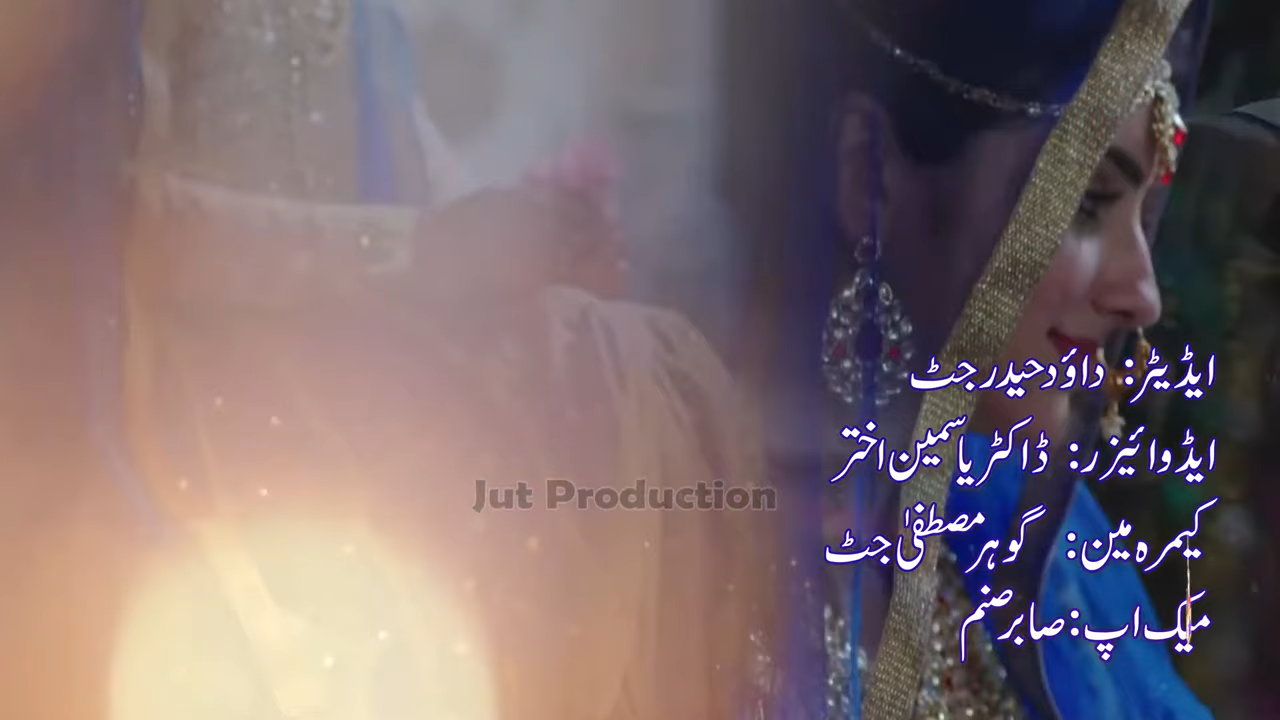 ایڈیٹر: داؤد حیدر جٹ
ایڈوائیزر: ڈاکٹر یاسمین اختر
Jut Production
کیمرہ مین: گوہر مصطفیٰ جٹ
میک اپ: صابر صنم